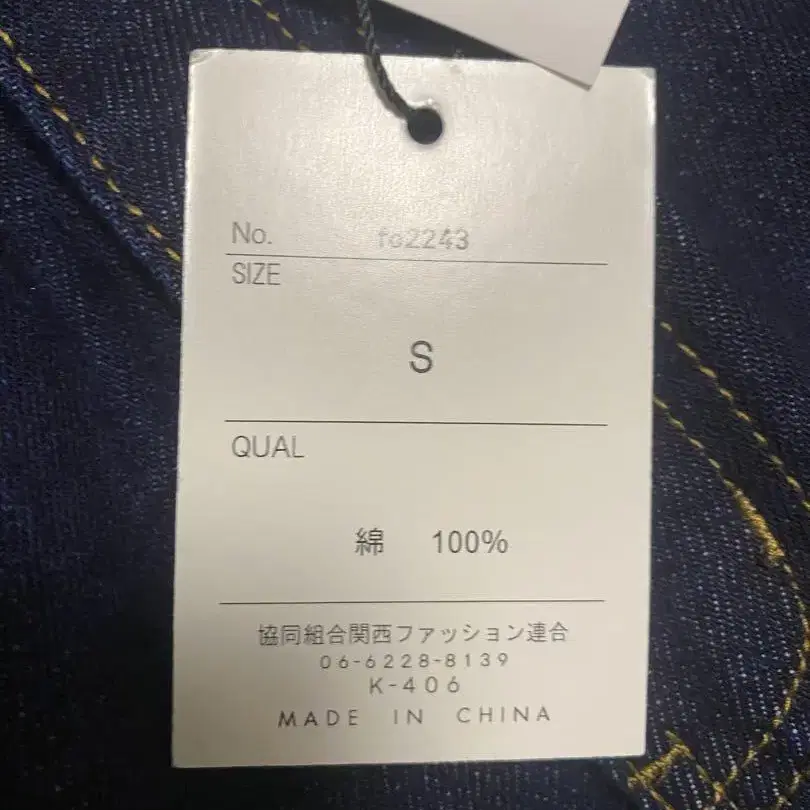 No. fo2243
SIZE
S
QUAL
綿 100%
協同組合関西ファッション連合
06-6228-8139
K-406
MADE IN CHINA